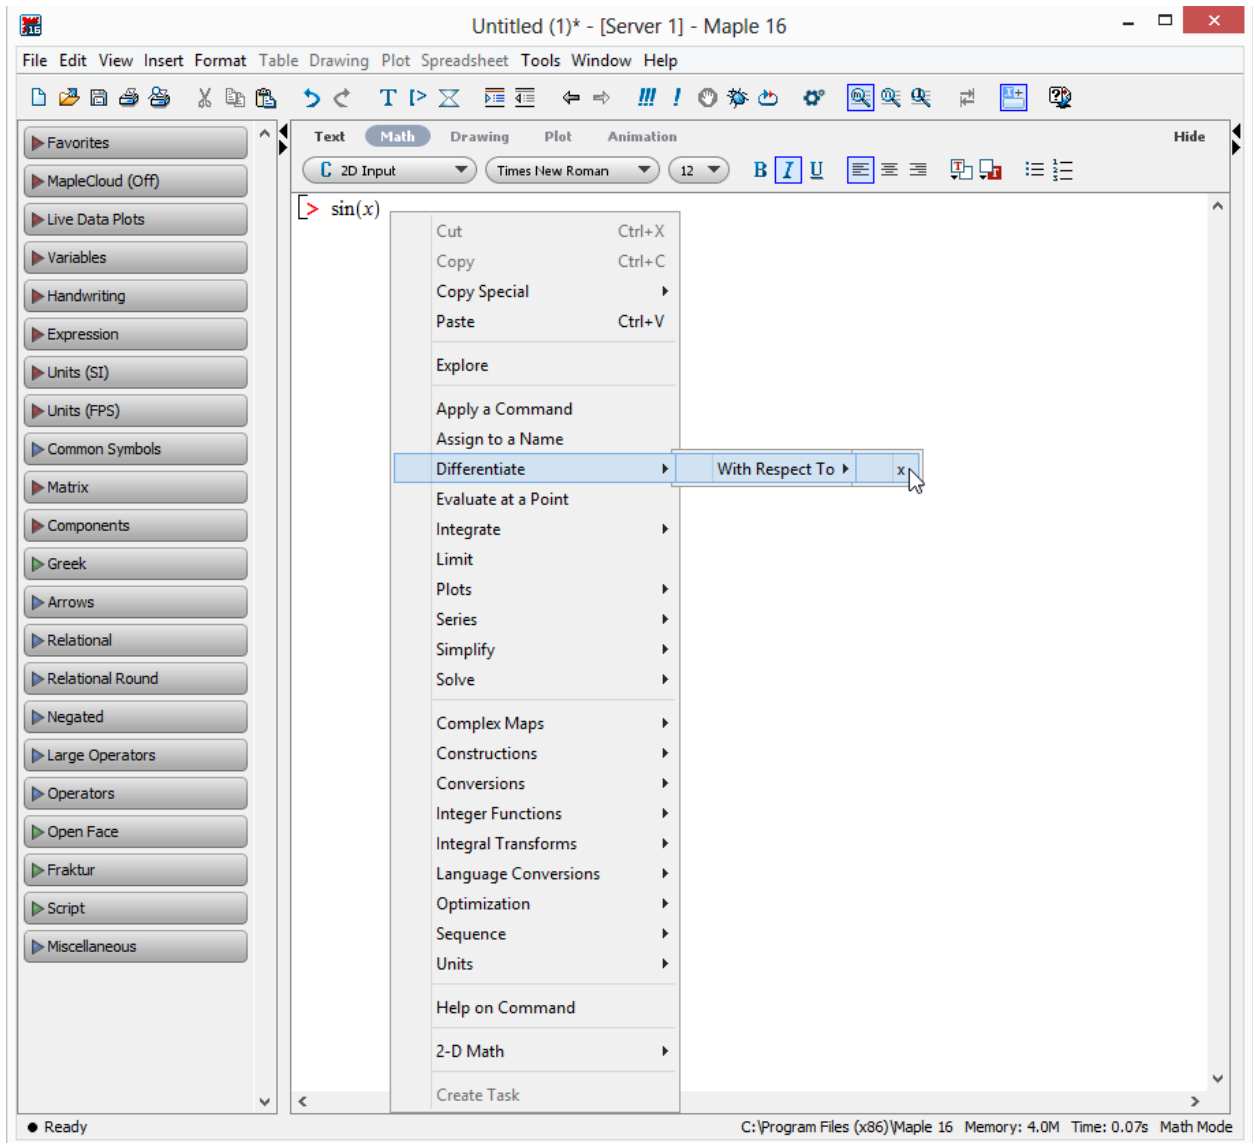 16
Untitled (1)* - [Server 1] - Maple 16
File Edit View Insert Format Table Drawing Plot Spreadsheet Tools Window Help
Favorites
MapleCloud (Off)
Live Data Plots
Variables
Handwriting
Expression
Units (SI)
Units (FPS)
Common Symbols
Matrix
Components
Greek
Arrows
Relational
Relational Round
Negated
Large Operators
Operators
Open Face
Fraktur
Script
Miscellaneous
Text Math Drawing Plot Animation Hide
C 2D Input Times New Roman 12 B I U
> sin(x)
Cut Ctrl+X
Copy Ctrl+C
Copy Special
Paste Ctrl+V
Explore
Apply a Command
Assign to a Name
Differentiate With Respect To x
Evaluate at a Point
Integrate
Limit
Plots
Series
Simplify
Solve
Complex Maps
Constructions
Conversions
Integer Functions
Integral Transforms
Language Conversions
Optimization
Sequence
Units
Help on Command
2-D Math
Create Task
Ready C:\Program Files (x86)\Maple 16 Memory: 4.0M Time: 0.07s Math Mode